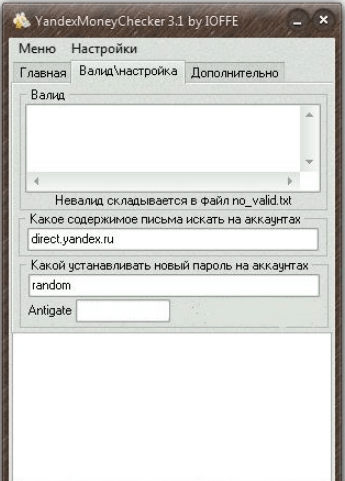 YandexMoneyChecker 3.1 by IOFFE
Меню Настройки
Главная Валид\настройка Дополнительно
Валид
Невалид складывается в файл no_valid.txt
Какое содержимое письма искать на аккаунтах
direct.yandex.ru
Какой устанавливать новый пароль на аккаунтах
random
Antigate